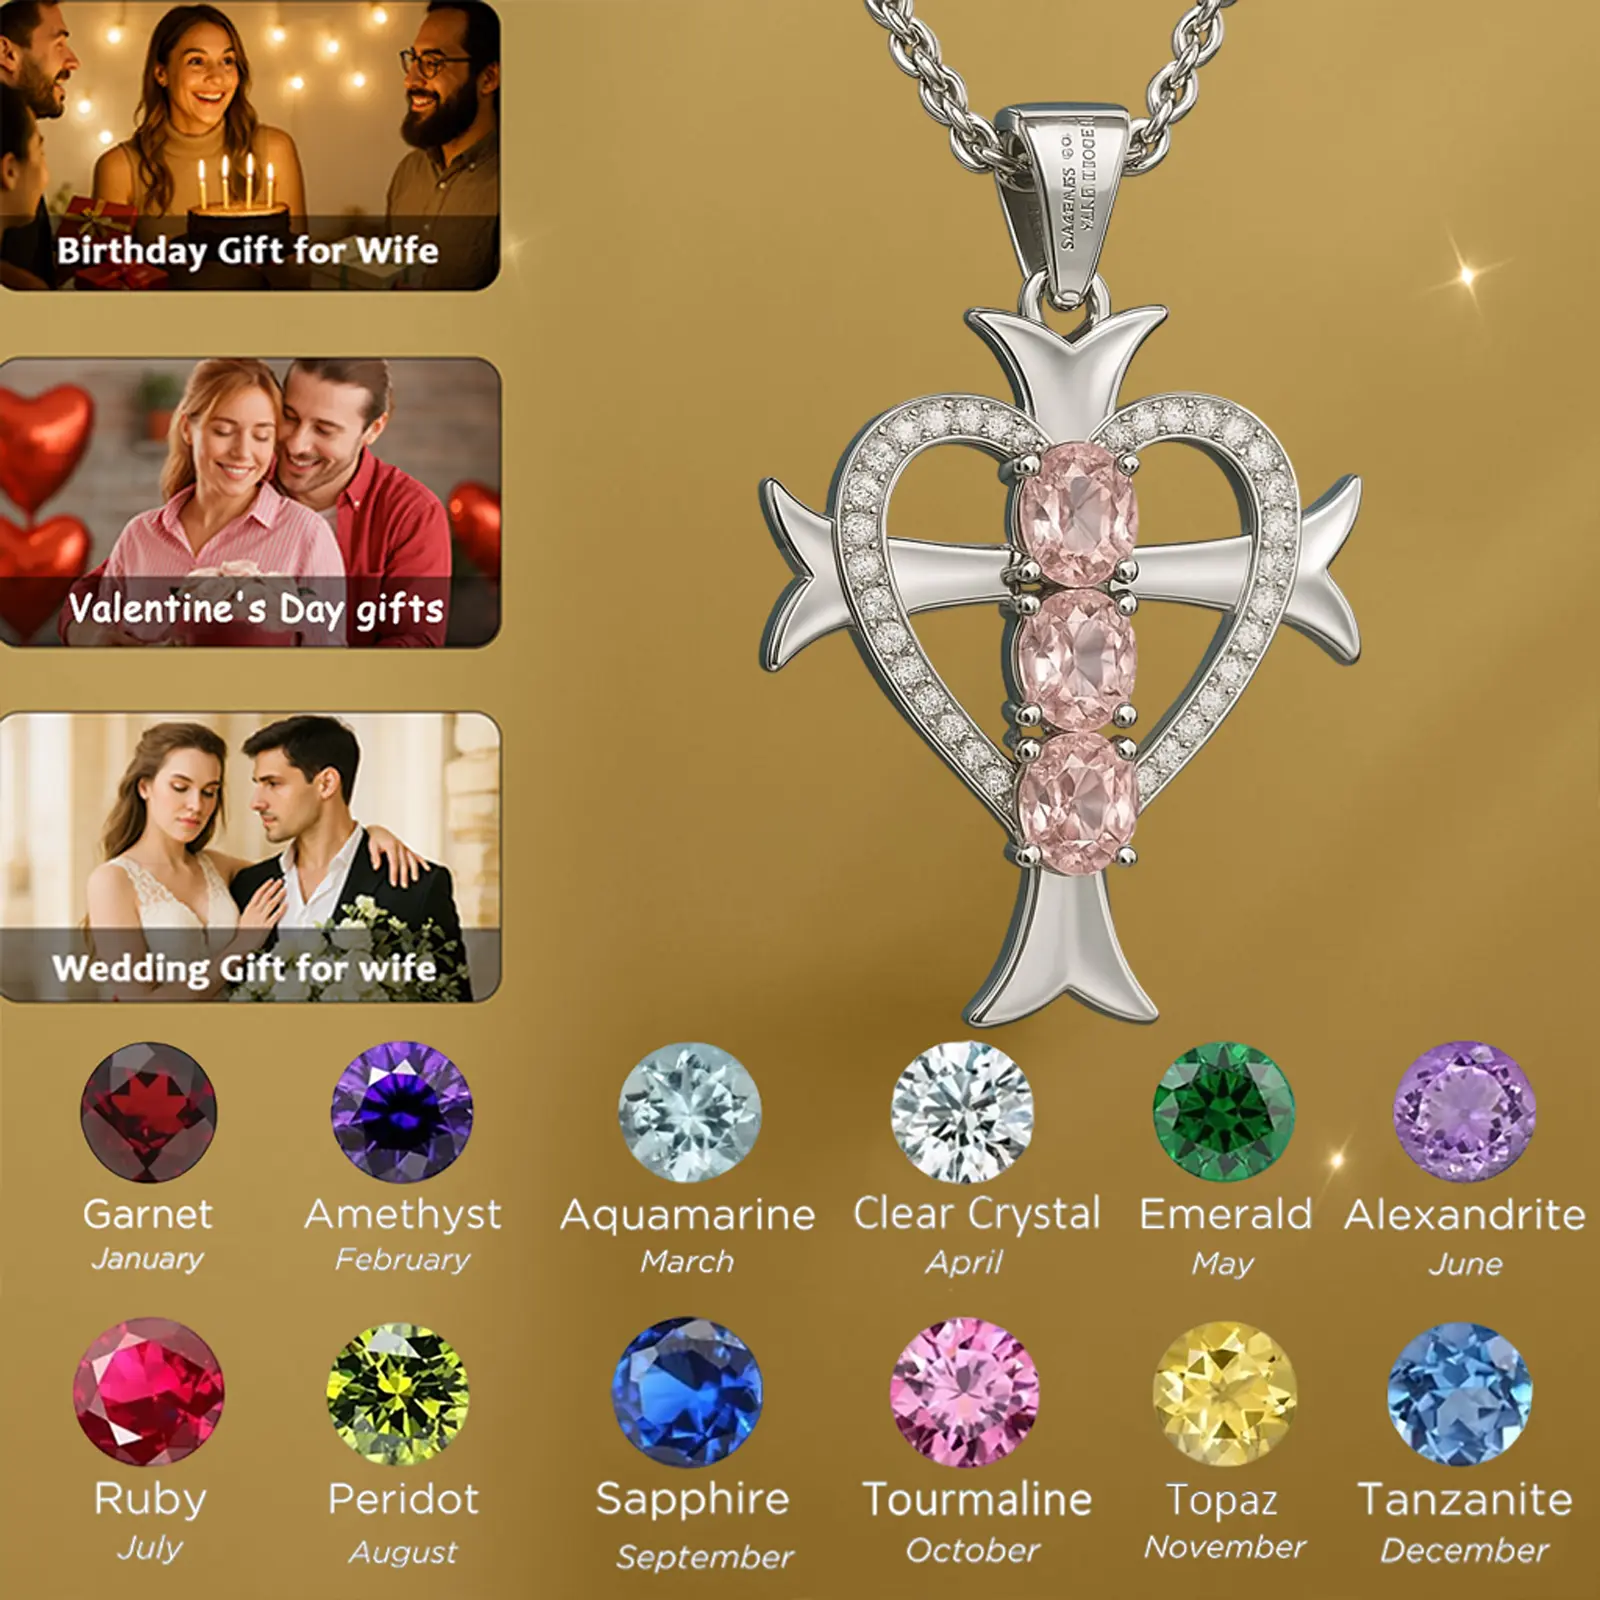 Birthday Gift for Wife
Valentine's Day gifts
Wedding Gift for wife
Garnet
January
Amethyst
February
Aquamarine
March
Clear Crystal
April
Emerald
May
Alexandrite
June
Ruby
July
Peridot
August
Sapphire
September
Tourmaline
October
Topaz
November
Tanzanite
December